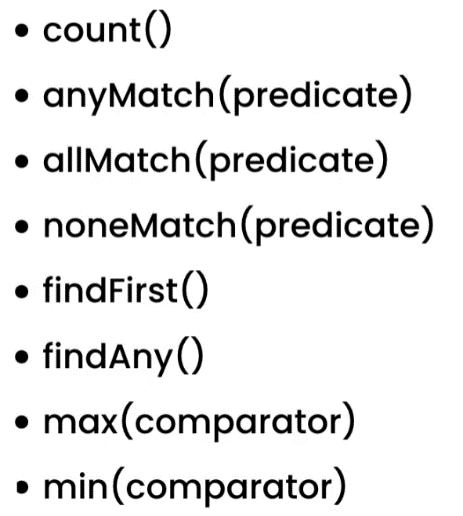 • count()
• anyMatch(predicate)
• allMatch(predicate)
• noneMatch(predicate)
• findFirst()
• findAny()
• max(comparator)
• min(comparator)